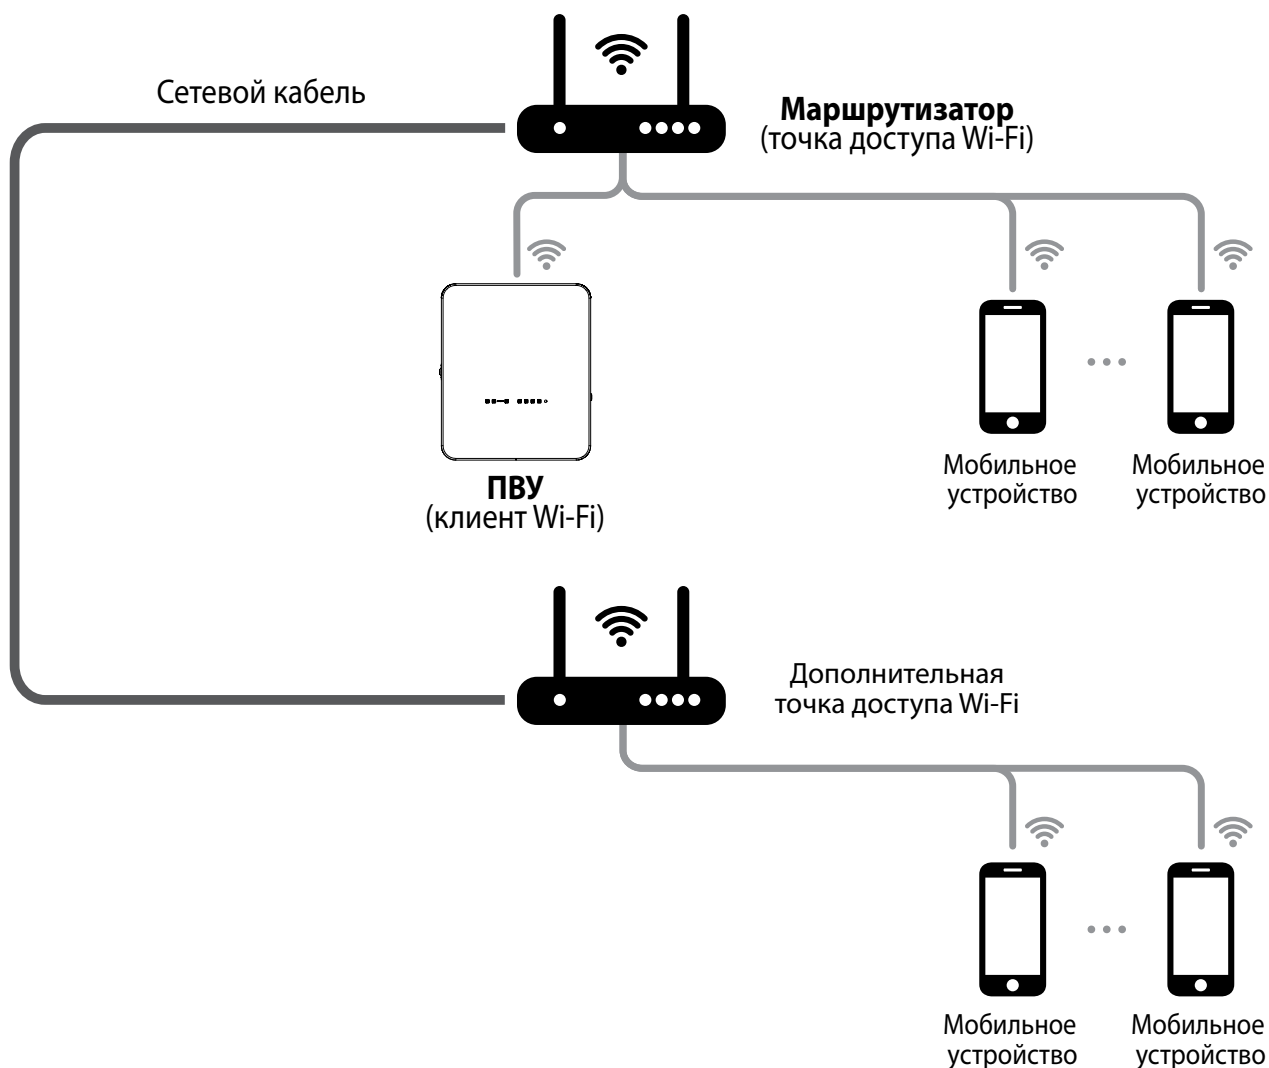 Сетевой кабель
Маршрутизатор
(точка доступа Wi-Fi)
ПВУ
(клиент Wi-Fi)
Мобильное
устройство
Мобильное
устройство
Дополнительная
точка доступа Wi-Fi
Мобильное
устройство
Мобильное
устройство